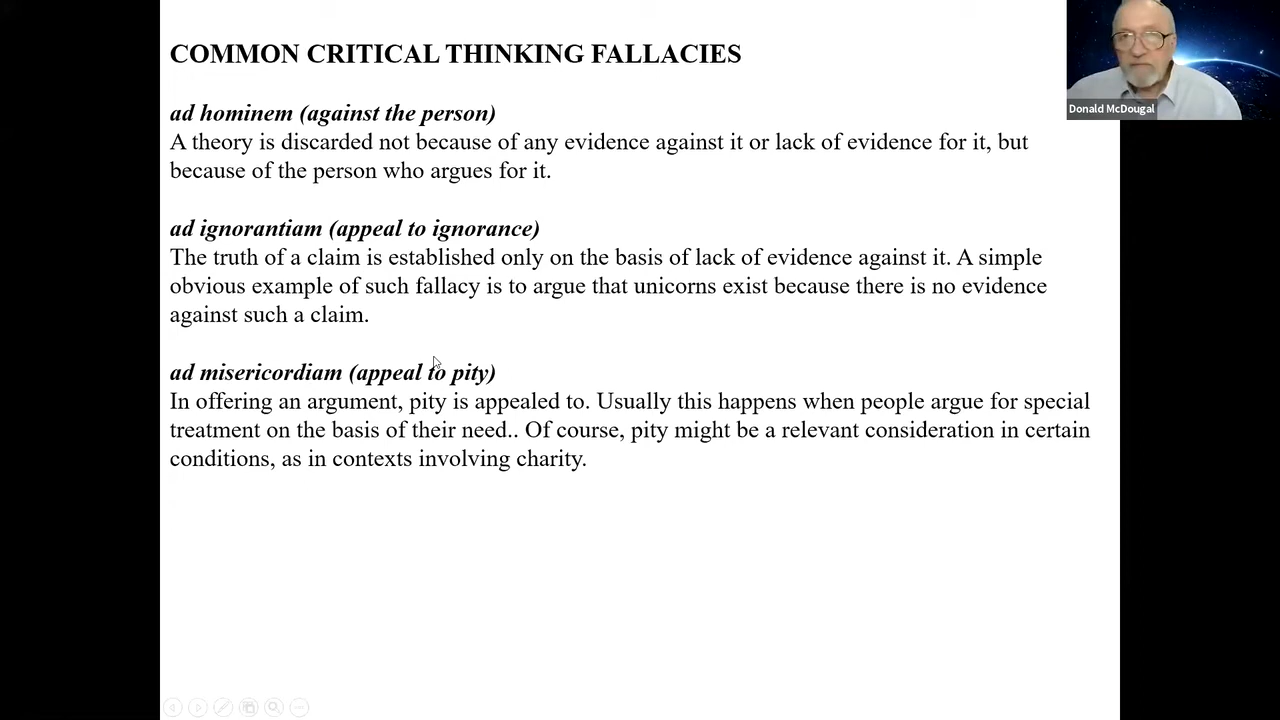 COMMON CRITICAL THINKING FALLACIES
ad hominem (against the person)
A theory is discarded not because of any evidence against it or lack of evidence for it, but
because of the person who argues for it.
ad ignorantiam (appeal to ignorance)
The truth of a claim is established only on the basis of lack of evidence against it. A simple
obvious example of such fallacy is to argue that unicorns exist because there is no evidence
against such a claim.
ad misericordiam (appeal to pity)
In offering an argument, pity is appealed to. Usually this happens when people argue for special
treatment on the basis of their need.. Of course, pity might be a relevant consideration in certain
conditions, as in contexts involving charity.
Donald McDougal